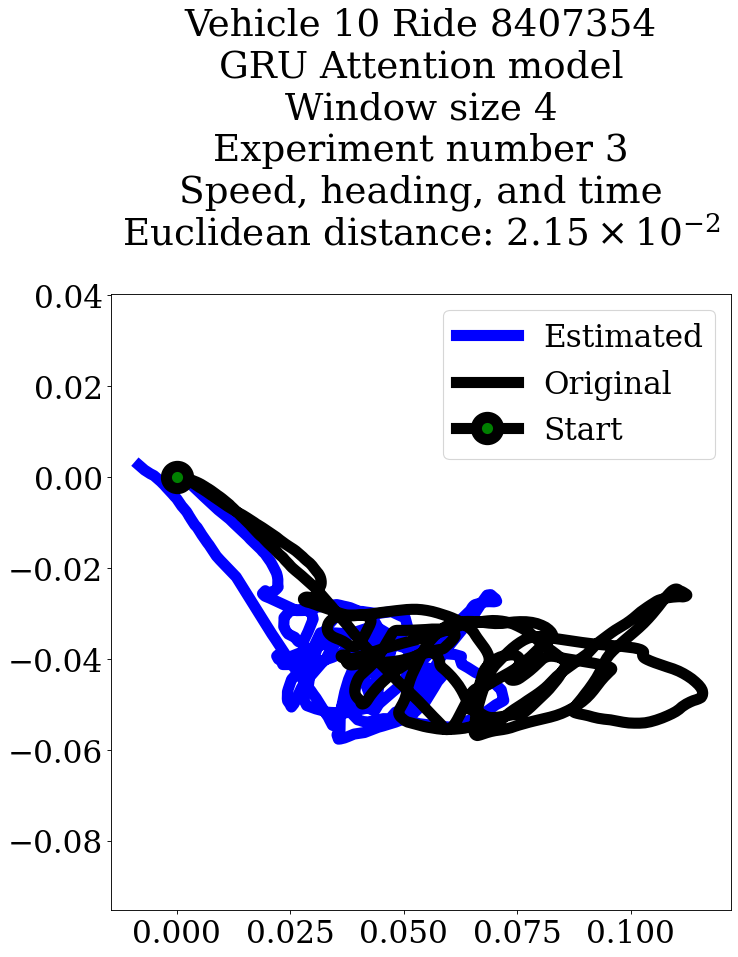 Vehicle 10 Ride 8407354
GRU Attention model
Window size 4
Experiment number 3
Speed, heading, and time
Euclidean distance: 2.15 × 10⁻²
0.04
0.02
0.00
−0.02
−0.04
−0.06
−0.08
Estimated
Original
Start
0.000 0.025 0.050 0.075 0.100